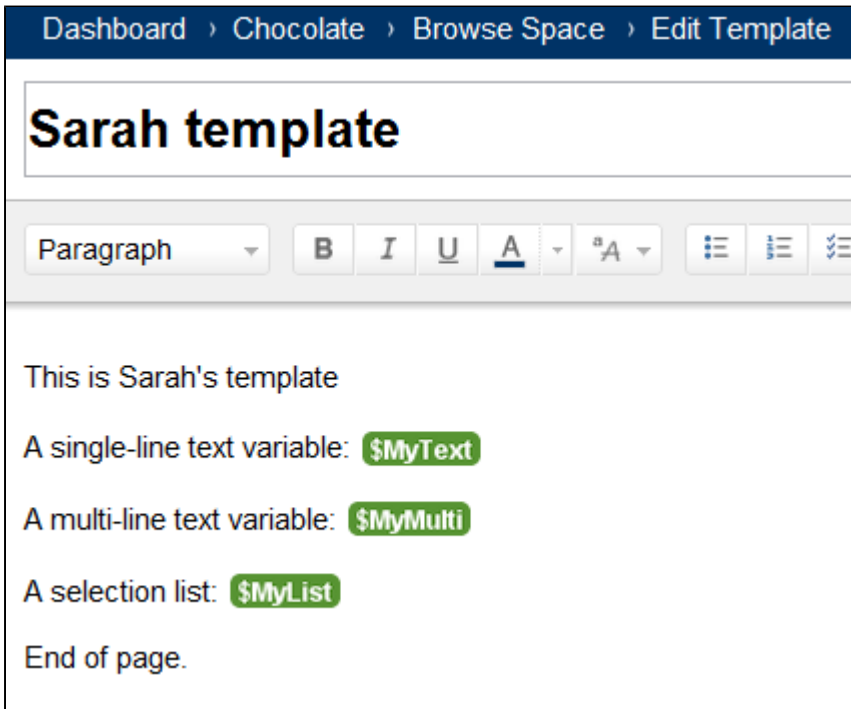 Dashboard › Chocolate › Browse Space › Edit Template
Sarah template
Paragraph B I U A ªA
This is Sarah's template
A single-line text variable: $MyText
A multi-line text variable: $MyMulti
A selection list: $MyList
End of page.